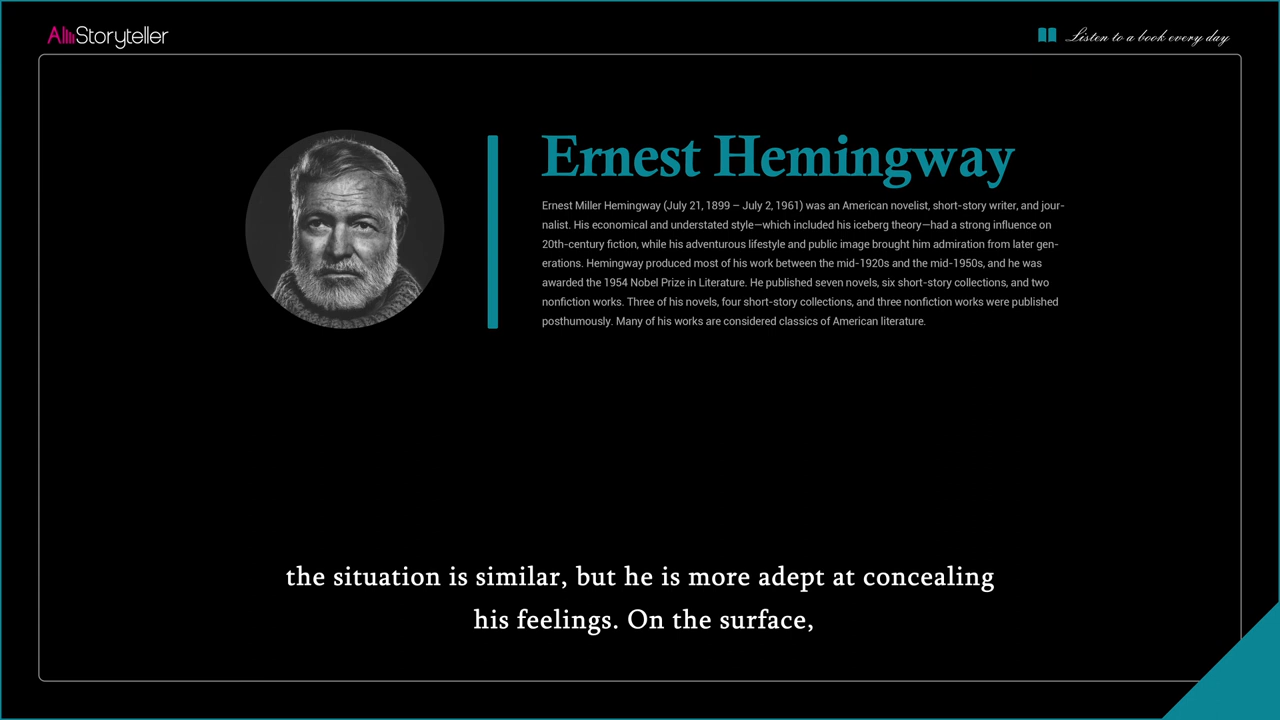 AllStoryteller
Listen to a book every day
Ernest Hemingway
Ernest Miller Hemingway (July 21, 1899 – July 2, 1961) was an American novelist, short-story writer, and jour-
nalist. His economical and understated style—which included his iceberg theory—had a strong influence on
20th-century fiction, while his adventurous lifestyle and public image brought him admiration from later gen-
erations. Hemingway produced most of his work between the mid-1920s and the mid-1950s, and he was
awarded the 1954 Nobel Prize in Literature. He published seven novels, six short-story collections, and two
nonfiction works. Three of his novels, four short-story collections, and three nonfiction works were published
posthumously. Many of his works are considered classics of American literature.
the situation is similar, but he is more adept at concealing
his feelings. On the surface,